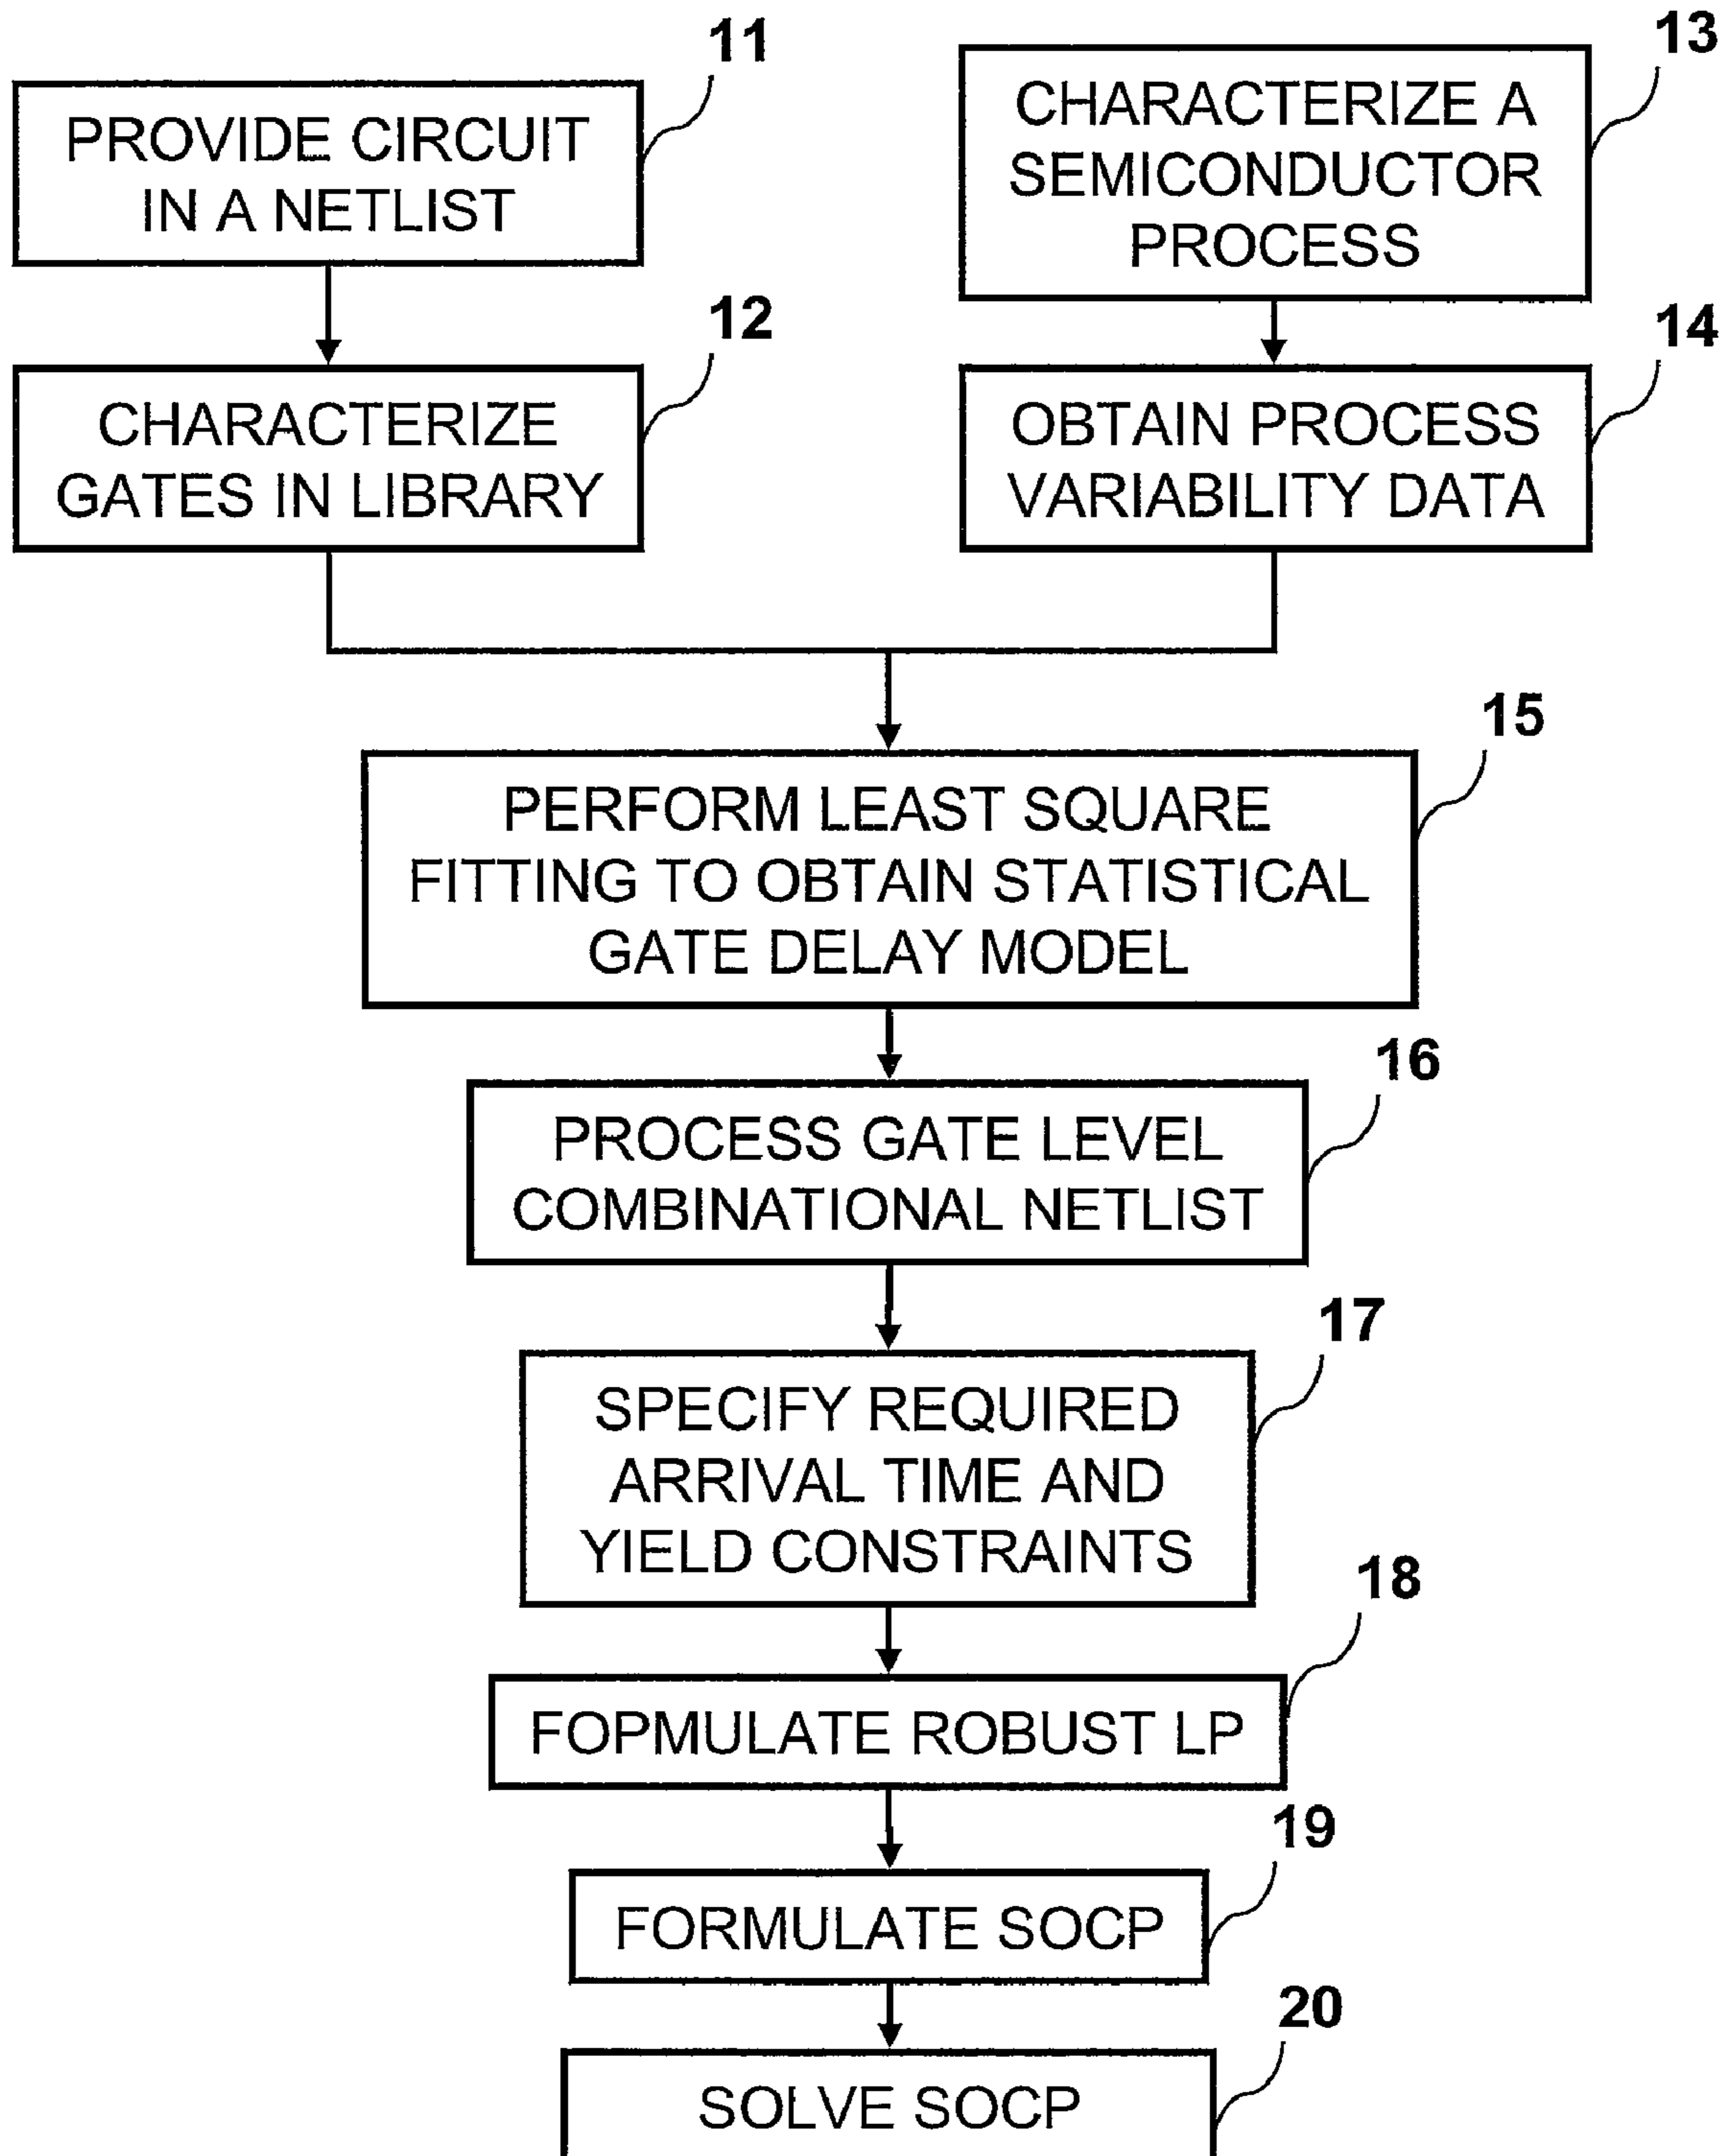 11
PROVIDE CIRCUIT
IN A NETLIST
12
CHARACTERIZE
GATES IN LIBRARY
13
CHARACTERIZE A
SEMICONDUCTOR
PROCESS
14
OBTAIN PROCESS
VARIABILITY DATA
15
PERFORM LEAST SQUARE
FITTING TO OBTAIN STATISTICAL
GATE DELAY MODEL
16
PROCESS GATE LEVEL
COMBINATIONAL NETLIST
17
SPECIFY REQUIRED
ARRIVAL TIME AND
YIELD CONSTRAINTS
18
FOPMULATE ROBUST LP
19
FORMULATE SOCP
20
SOLVE SOCP